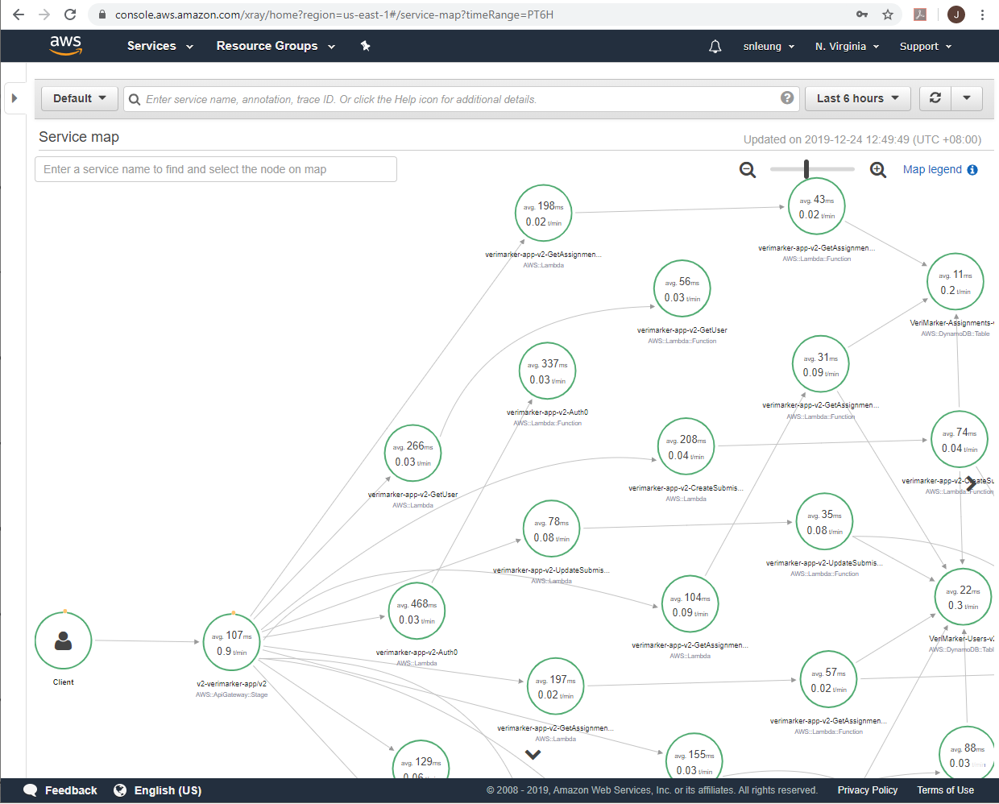 console.aws.amazon.com/xray/home?region=us-east-1#/service-map?timeRange=PT6H
J
aws
Services
Resource Groups
snleung
N. Virginia
Support
Default
Enter service name, annotation, trace ID. Or click the Help icon for additional details.
?
Last 6 hours
Service map
Updated on 2019-12-24 12:49:49 (UTC +08:00)
Enter a service name to find and select the node on map
Map legend
avg. 198ms
0.02 t/min
verimarker-app-v2-GetAssignmen...
AWS::Lambda
avg. 43ms
0.02 t/min
verimarker-app-v2-GetAssignmen...
AWS::Lambda::Function
avg. 56ms
0.03 t/min
verimarker-app-v2-GetUser
AWS::Lambda::Function
avg. 11ms
0.2 t/min
VeriMarker-Assignments-
AWS::DynamoDB::Table
avg. 337ms
0.03 t/min
verimarker-app-v2-Auth0
AWS::Lambda::Function
avg. 31ms
0.09 t/min
verimarker-app-v2-GetAssignmen...
AWS::Lambda::Function
avg. 266ms
0.03 t/min
verimarker-app-v2-GetUser
AWS::Lambda
avg. 208ms
0.04 t/min
verimarker-app-v2-CreateSubmis...
AWS::Lambda
avg. 74ms
0.04 t/min
verimarker-app-v2-CreateSu
AWS::Lambda::Function
avg. 78ms
0.08 t/min
verimarker-app-v2-UpdateSubmis...
AWS::Lambda
avg. 35ms
0.08 t/min
verimarker-app-v2-UpdateSubmis...
AWS::Lambda::Function
avg. 468ms
0.03 t/min
verimarker-app-v2-Auth0
AWS::Lambda
avg. 104ms
0.09 t/min
verimarker-app-v2-GetAssignmen...
AWS::Lambda
avg. 22ms
0.3 t/min
VeriMarker-Users-v2
AWS::DynamoDB::Tabl
Client
avg. 107ms
0.9 t/min
v2-verimarker-app/v2
AWS::ApiGateway::Stage
avg. 197ms
0.02 t/min
verimarker-app-v2-GetAssignmen...
AWS::Lambda
avg. 57ms
0.02 t/min
verimarker-app-v2-GetAssignmen...
AWS::Lambda::Function
avg. 129ms
0.06 t/min
avg. 155ms
0.03 t/min
avg. 88ms
0.03 t/min
Feedback
English (US)
© 2008 - 2019, Amazon Web Services, Inc. or its affiliates. All rights reserved.
Privacy Policy
Terms of Use